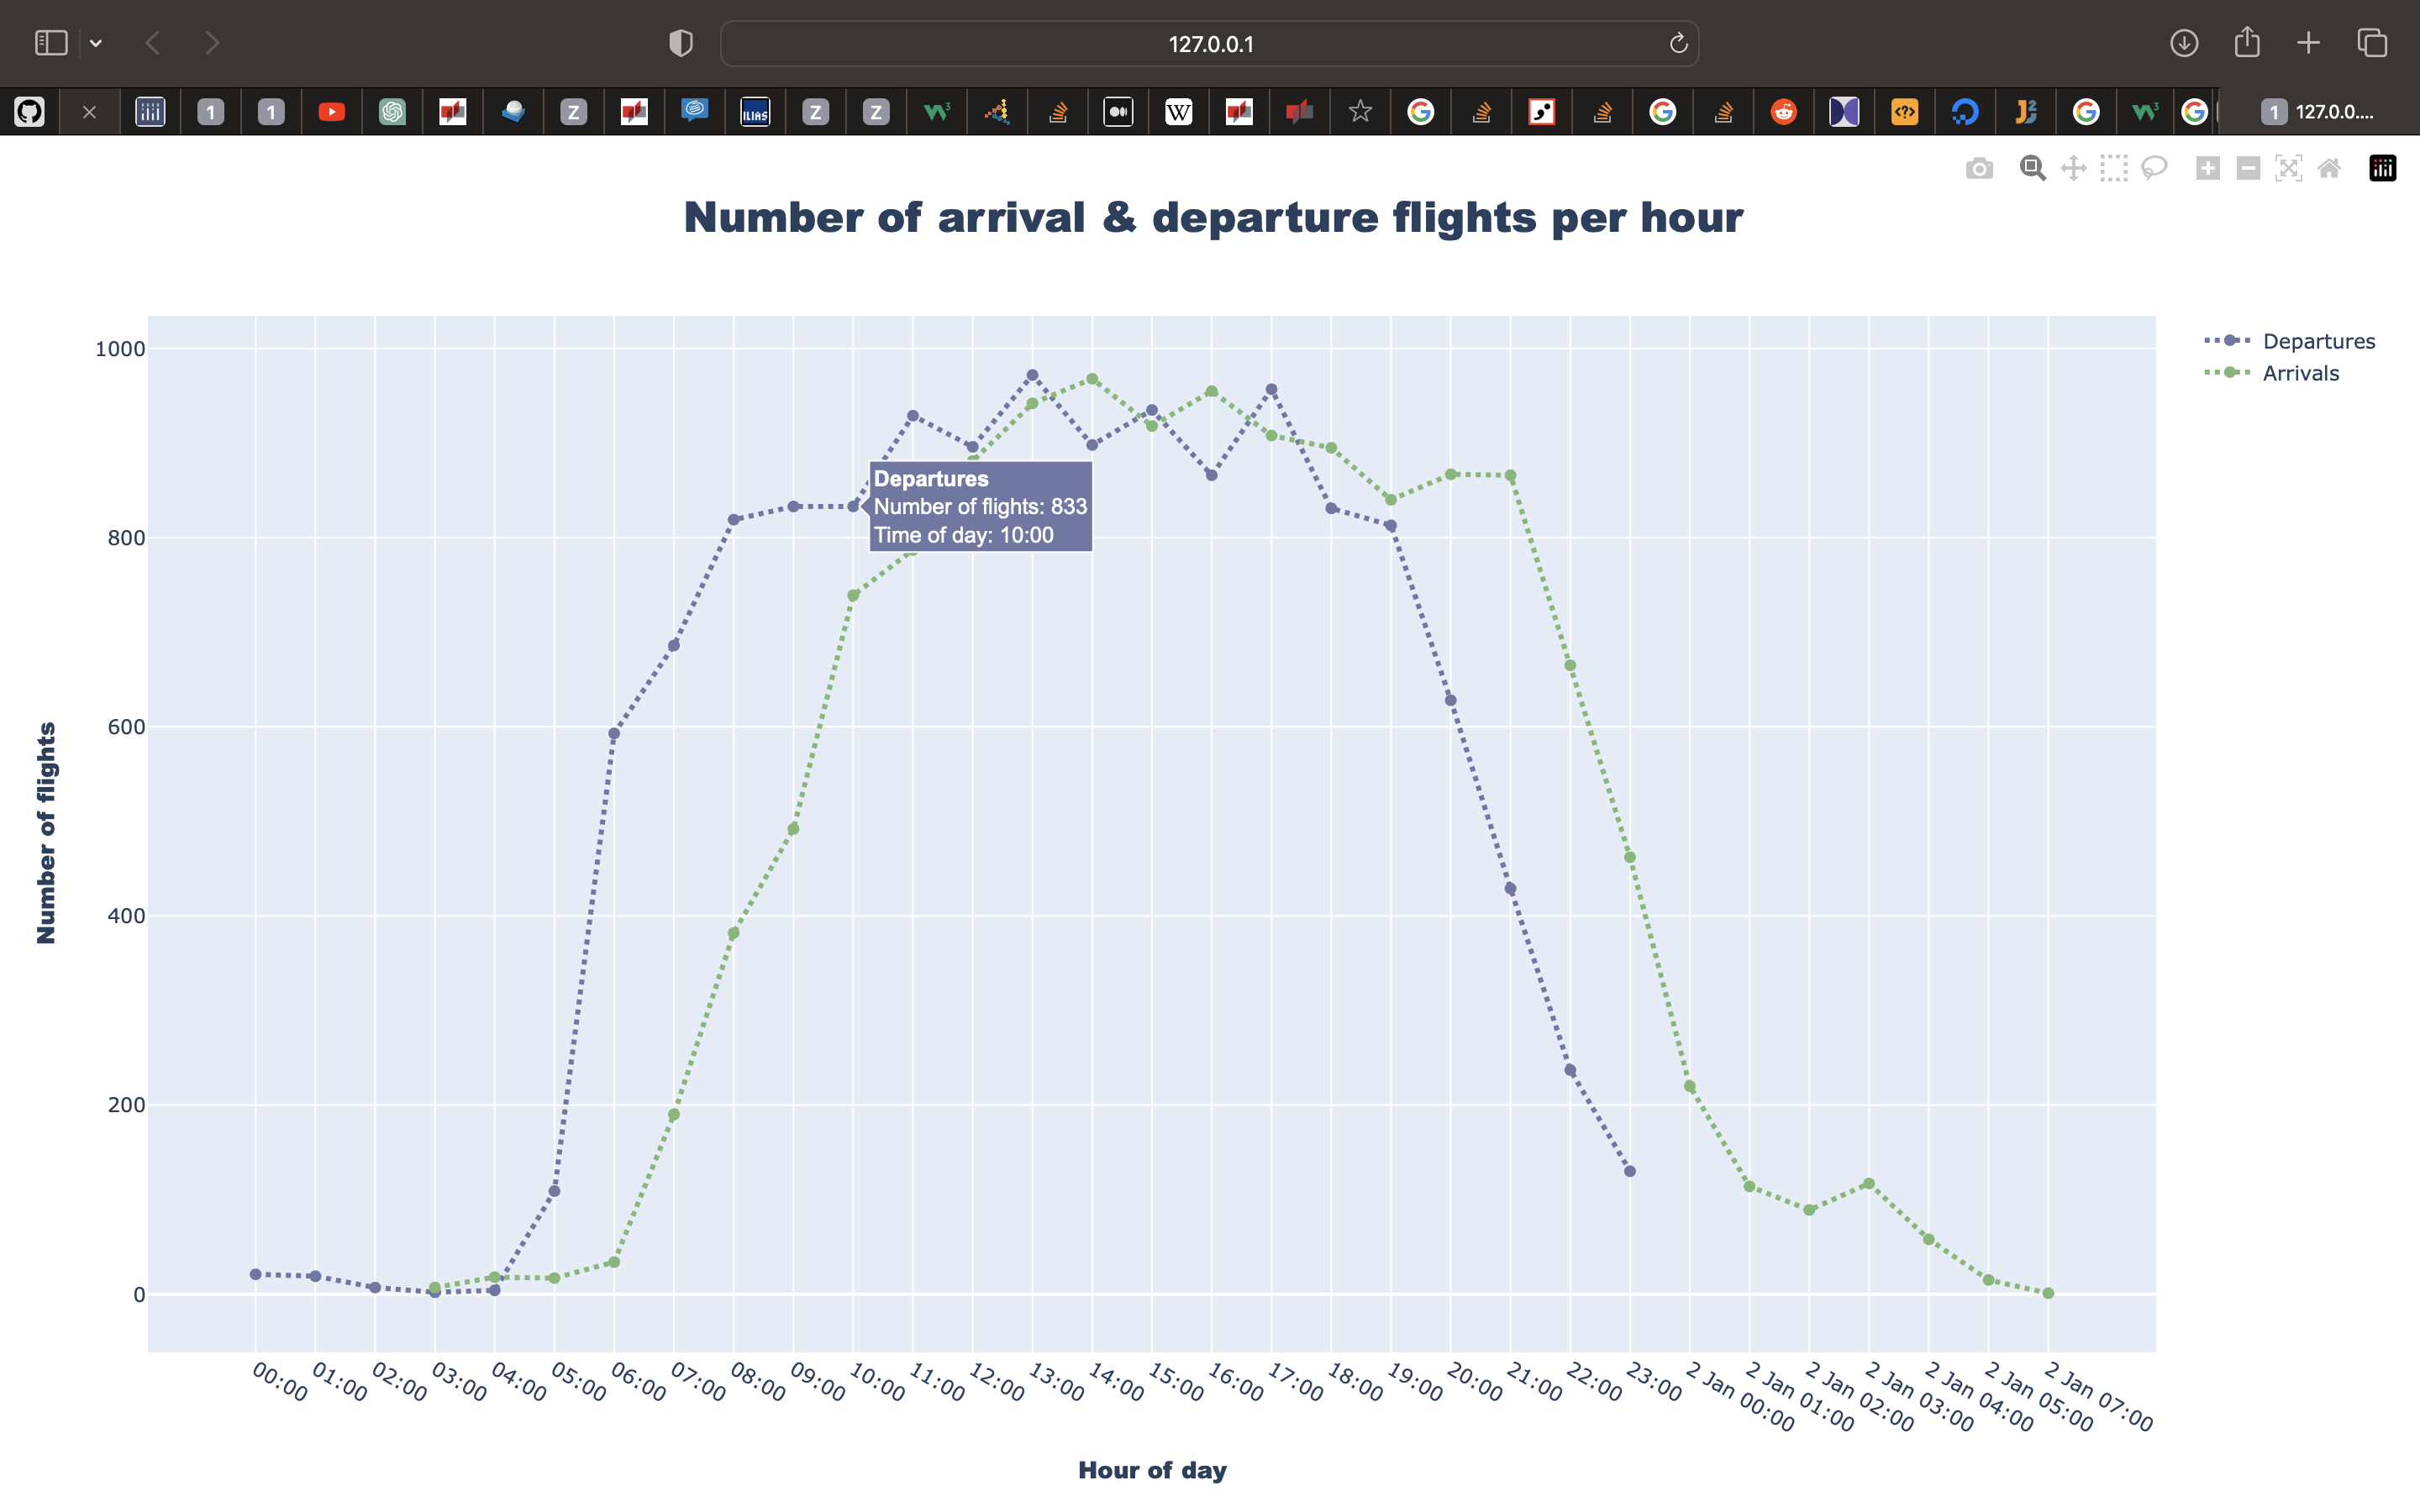 127.0.0.1
1
1
ILIAS
Z
Z
Z
W3
W
W3
1 127.0.0....
Number of arrival & departure flights per hour
Departures
Arrivals
1000
800
600
400
200
0
Departures
Number of flights: 833
Time of day: 10:00
Number of flights
00:00
01:00
02:00
03:00
04:00
05:00
06:00
07:00
08:00
09:00
10:00
11:00
12:00
13:00
14:00
15:00
16:00
17:00
18:00
19:00
20:00
21:00
22:00
23:00
2 Jan 00:00
2 Jan 01:00
2 Jan 02:00
2 Jan 03:00
2 Jan 04:00
2 Jan 05:00
2 Jan 07:00
Hour of day